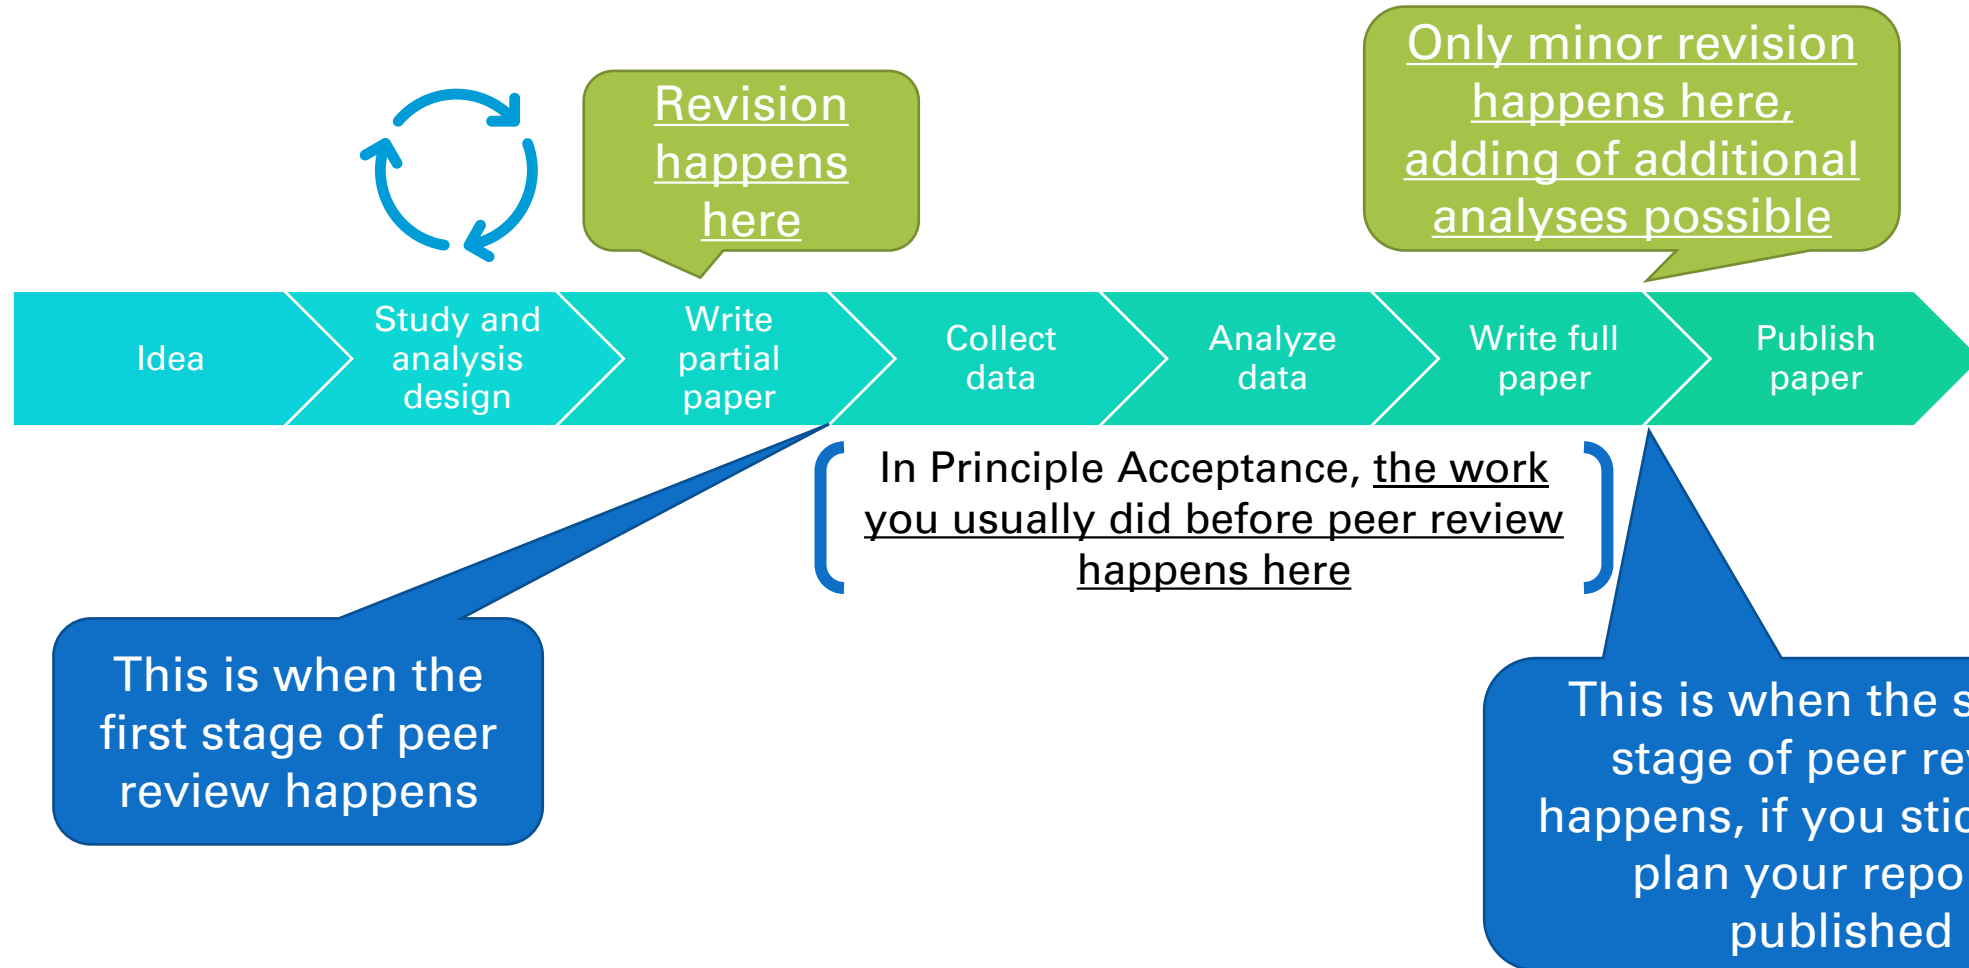 Only minor revision
happens here,
adding of additional
analyses possible
Revision
happens
here
Idea
Study and
analysis
design
Write
partial
paper
Collect
data
Analyze
data
Write full
paper
Publish
paper
In Principle Acceptance, the work
you usually did before peer review
happens here
This is when the
first stage of peer
review happens
This is when the
stage of peer
happens, if you
plan your
published